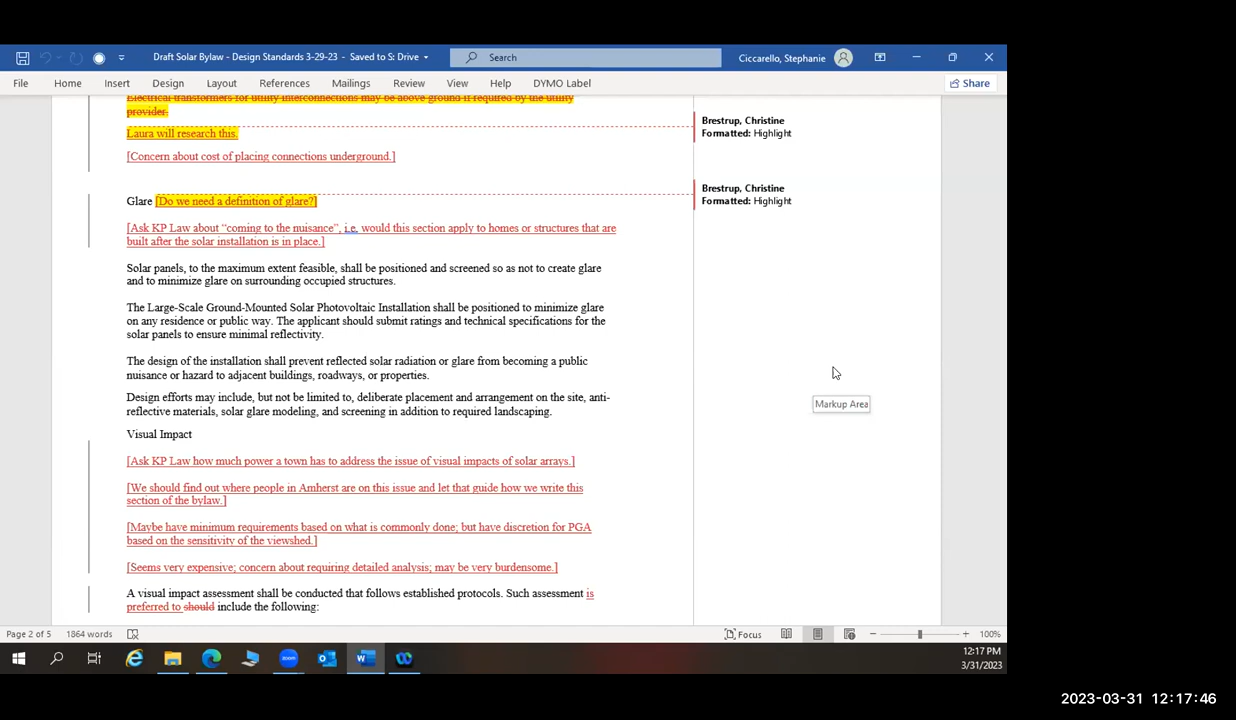 Draft Solar Bylaw - Design Standards 3-29-23 - Saved to S: Drive
Search
Ciccarello, Stephanie
File Home Insert Design Layout References Mailings Review View Help DYMO Label
Share
Electrical transformers for utility interconnections may be above ground if required by the utility
provider.
Laura will research this.
[Concern about cost of placing connections underground.]
Glare [Do we need a definition of glare?]
[Ask KP Law about “coming to the nuisance”, i.e. would this section apply to homes or structures that are
built after the solar installation is in place.]
Solar panels, to the maximum extent feasible, shall be positioned and screened so as not to create glare
and to minimize glare on surrounding occupied structures.
The Large-Scale Ground-Mounted Solar Photovoltaic Installation shall be positioned to minimize glare
on any residence or public way. The applicant should submit ratings and technical specifications for the
solar panels to ensure minimal reflectivity.
The design of the installation shall prevent reflected solar radiation or glare from becoming a public
nuisance or hazard to adjacent buildings, roadways, or properties.
Design efforts may include, but not be limited to, deliberate placement and arrangement on the site, anti-
reflective materials, solar glare modeling, and screening in addition to required landscaping.
Visual Impact
[Ask KP Law how much power a town has to address the issue of visual impacts of solar arrays.]
[We should find out where people in Amherst are on this issue and let that guide how we write this
section of the bylaw.]
[Maybe have minimum requirements based on what is commonly done; but have discretion for PGA
based on the sensitivity of the viewshed.]
[Seems very expensive; concern about requiring detailed analysis; may be very burdensome.]
A visual impact assessment shall be conducted that follows established protocols. Such assessment is
preferred to should include the following:
Brestrup, Christine
Formatted: Highlight
Brestrup, Christine
Formatted: Highlight
Markup Area
Page 2 of 5 1864 words
Focus
100%
12:17 PM
3/31/2023
2023-03-31 12:17:46